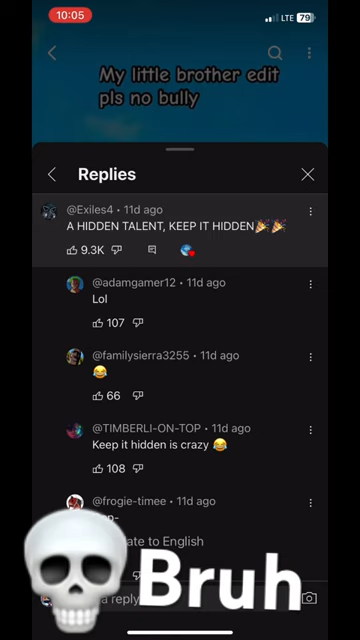 10:05
LTE 79
My little brother edit
pls no bully
Replies
@Exiles4 • 11d ago
A HIDDEN TALENT, KEEP IT HIDDEN🎉🎉
9.3K
@adamgamer12 • 11d ago
Lol
107
@familysierra3255 • 11d ago
😂
66
@TIMBERLI-ON-TOP • 11d ago
Keep it hidden is crazy 😂
108
@frogie-timee • 11d ago
to English
Bruh
a reply